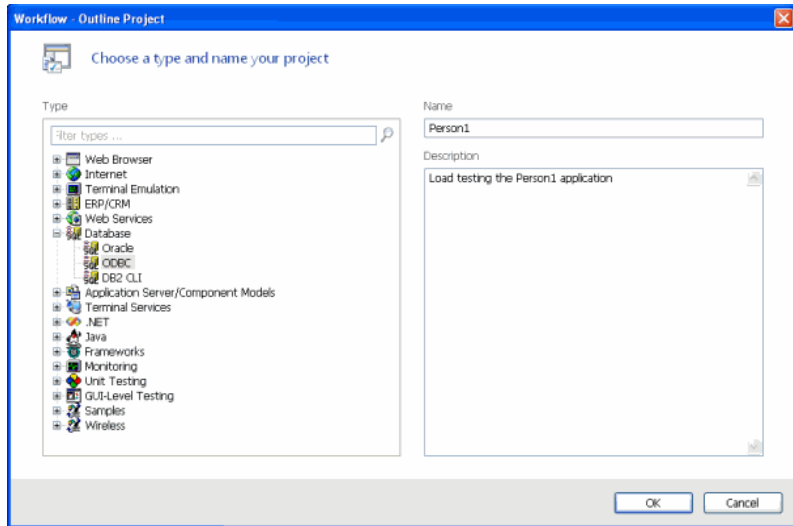 Workflow - Outline Project
Choose a type and name your project
Type
filter types ...
Web Browser
Internet
Terminal Emulation
ERP/CRM
Web Services
Database
Oracle
ODBC
DB2 CLI
Application Server/Component Models
Terminal Services
.NET
Java
Frameworks
Monitoring
Unit Testing
GUI-Level Testing
Samples
Wireless
Name
Person1
Description
Load testing the Person1 application
OK
Cancel